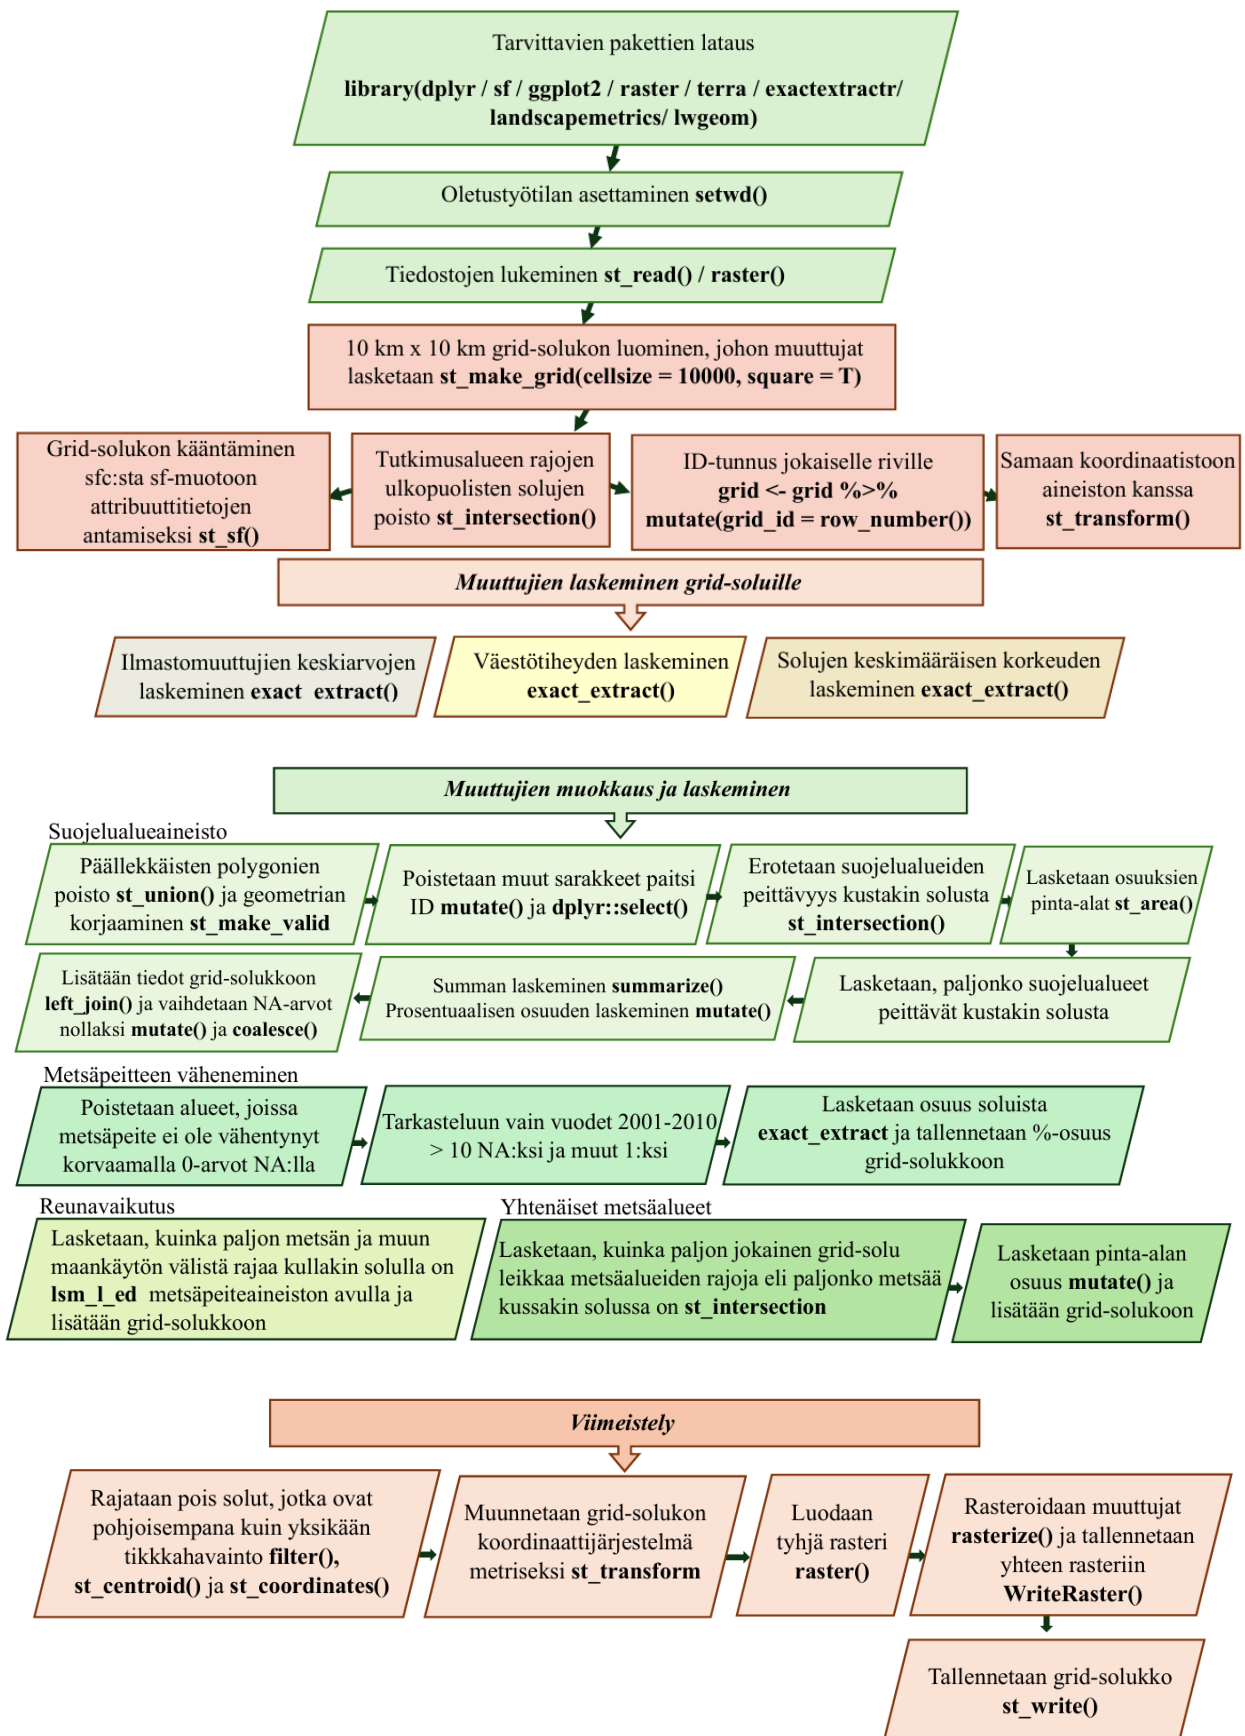 Tarvittavien pakettien lataus
library(dplyr / sf / ggplot2 / raster / terra / exactextractr/
landscapemetrics/ lwgeom)
Oletustyötilan asettaminen setwd()
Tiedostojen lukeminen st_read() / raster()
10 km x 10 km grid-solukon luominen, johon muuttujat
lasketaan st_make_grid(cellsize = 10000, square = T)
Grid-solukon kääntäminen
sfc:sta sf-muotoon
attribuuttitietojen
antamiseksi st_sf()
Tutkimusalueen rajojen
ulkopuolisten solujen
poisto st_intersection()
ID-tunnus jokaiselle riville
grid <- grid %>%
mutate(grid_id = row_number())
Samaan koordinaatistoon
aineiston kanssa
st_transform()
Muuttujien laskeminen grid-soluille
Ilmastomuuttujien keskiarvojen
laskeminen exact_extract()
Väestötiheyden laskeminen
exact_extract()
Solujen keskimääräisen korkeuden
laskeminen exact_extract()
Muuttujien muokkaus ja laskeminen
Suojelualueaineisto
Päällekkäisten polygonien
poisto st_union() ja geometrian
korjaaminen st_make_valid
Poistetaan muut sarakkeet paitsi
ID mutate() ja dplyr::select()
Erotetaan suojelualueiden
peittävyys kustakin solusta
st_intersection()
Lasketaan osuuksien
pinta-alat st_area()
Lisätään tiedot grid-solukkoon
left_join() ja vaihdetaan NA-arvot
nollaksi mutate() ja coalesce()
Summan laskeminen summarize()
Prosentuaalisen osuuden laskeminen mutate()
Lasketaan, paljonko suojelualueet
peittävät kustakin solusta
Metsäpeitteen väheneminen
Poistetaan alueet, joissa
metsäpeite ei ole vähentynyt
korvaamalla 0-arvot NA:lla
Tarkasteluun vain vuodet 2001-2010
> 10 NA:ksi ja muut 1:ksi
Lasketaan osuus soluista
exact_extract ja tallennetaan %-osuus
grid-solukkoon
Reunavaikutus
Lasketaan, kuinka paljon metsän ja muun
maankäytön välistä rajaa kullakin solulla on
lsm_l_ed metsäpeiteaineiston avulla ja
lisätään grid-solukkoon
Yhtenäiset metsäalueet
Lasketaan, kuinka paljon jokainen grid-solu
leikkaa metsäalueiden rajoja eli paljonko metsää
kussakin solussa on st_intersection
Lasketaan pinta-alan
osuus mutate() ja
lisätään grid-solukoon
Viimeistely
Rajataan pois solut, jotka ovat
pohjoisempana kuin yksikään
tikkkahavainto filter(),
st_centroid() ja st_coordinates()
Muunnetaan grid-solukon
koordinaattijärjestelmä
metriseksi st_transform
Luodaan
tyhjä rasteri
raster()
Rasteroidaan muuttujat
rasterize() ja tallennetaan
yhteen rasteriin
WriteRaster()
Tallennetaan grid-solukko
st_write()